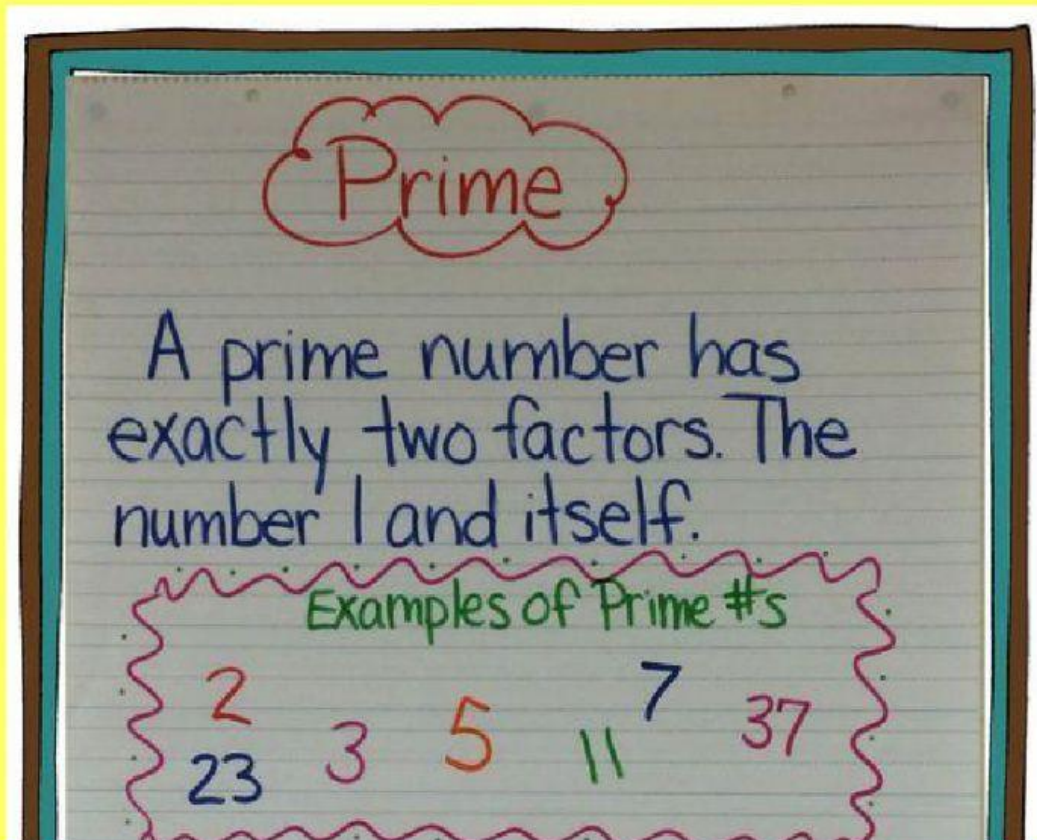 Prime
A prime number has
exactly two factors. The
number 1 and itself.
Examples of Prime #s
2 7 37
23 3 5 11